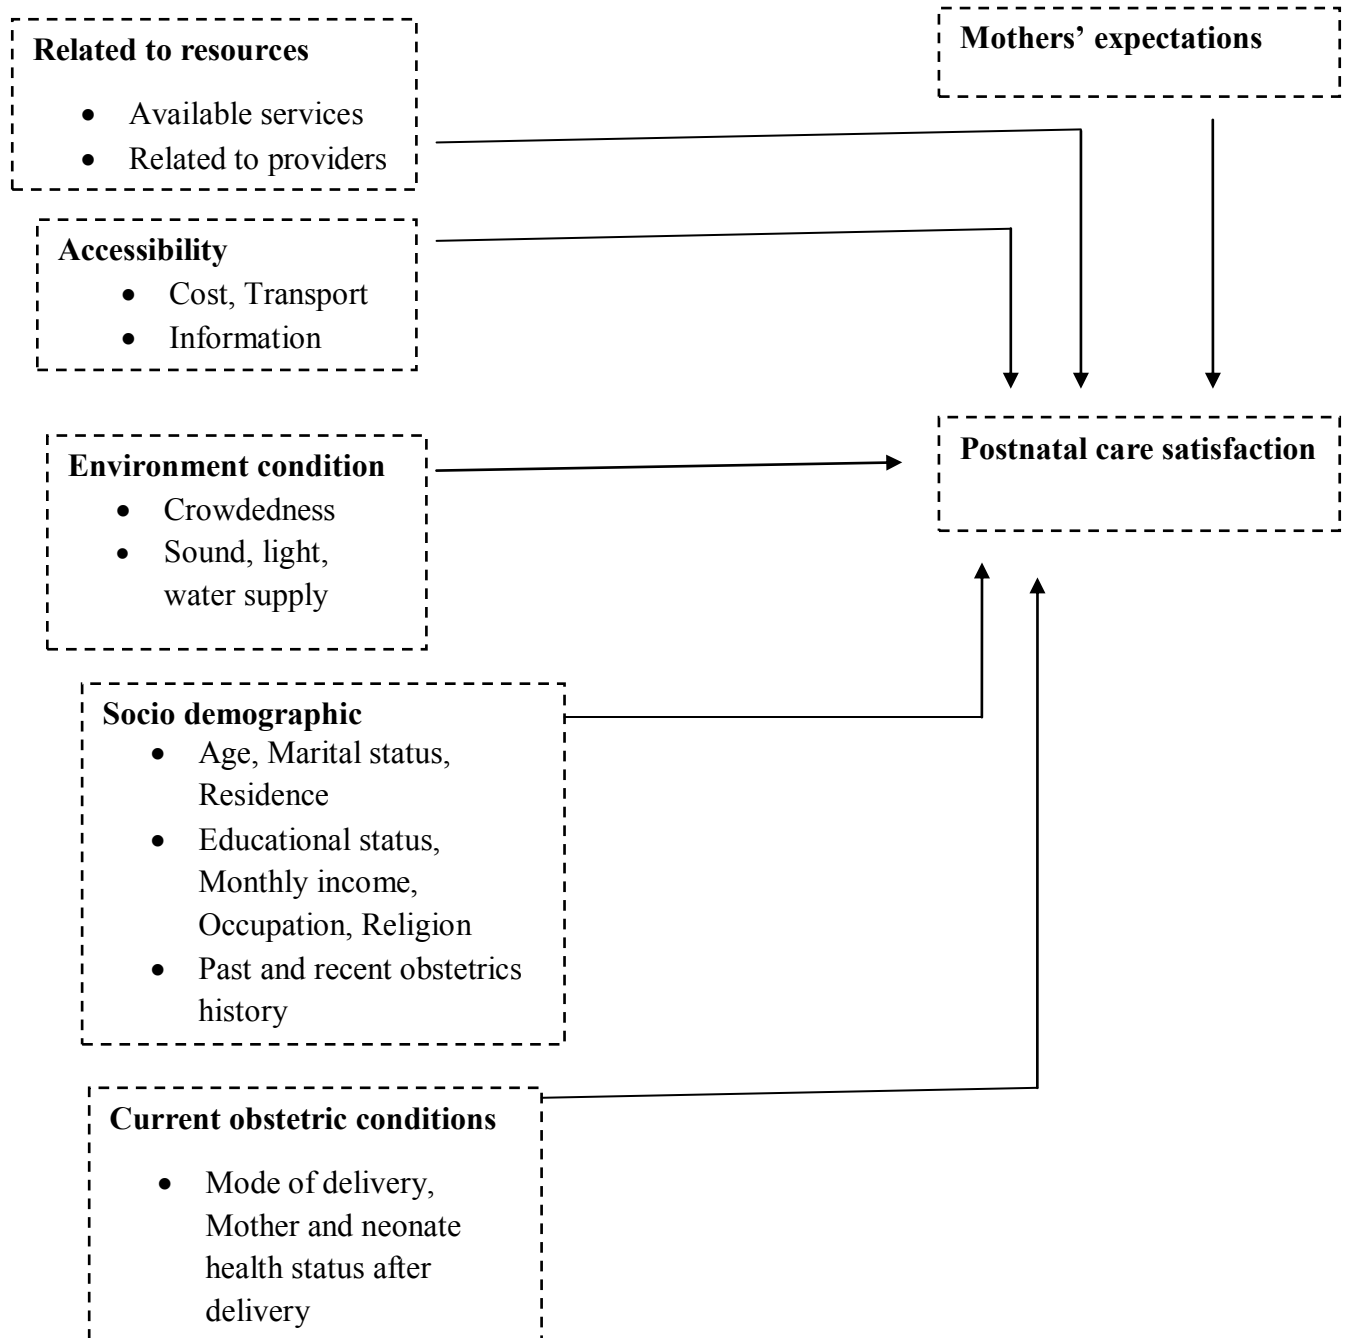 Related to resources
• Available services
• Related to providers
Mothers’ expectations
Accessibility
• Cost, Transport
• Information
Environment condition
• Crowdedness
• Sound, light,
water supply
Postnatal care satisfaction
Socio demographic
• Age, Marital status,
Residence
• Educational status,
Monthly income,
Occupation, Religion
• Past and recent obstetrics
history
Current obstetric conditions
• Mode of delivery,
Mother and neonate
health status after
delivery